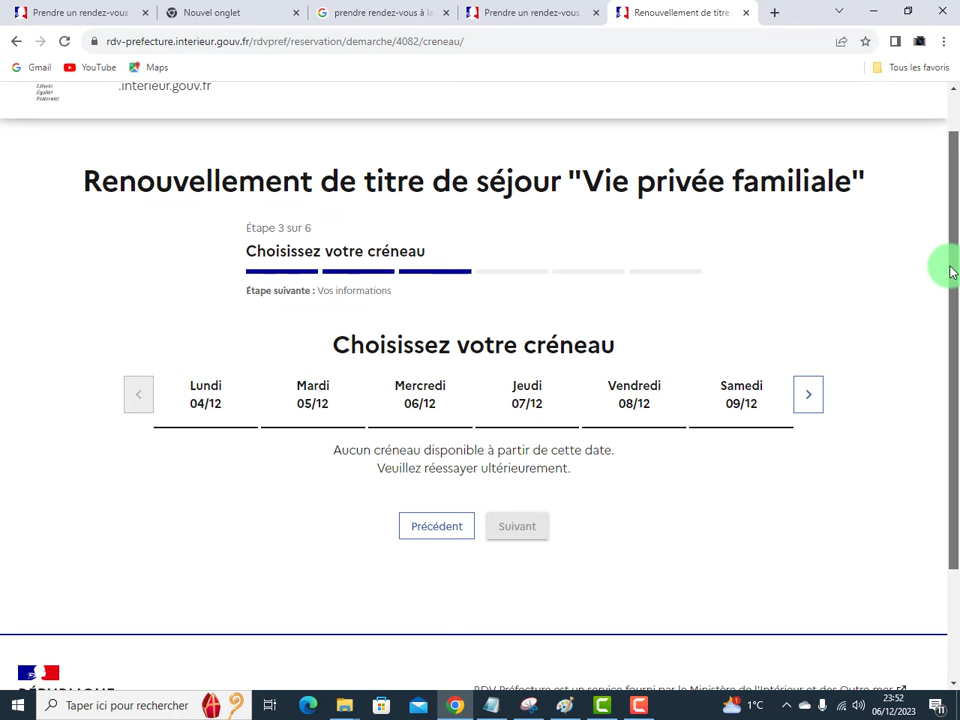 Prendre un rendez-vous
Nouvel onglet
prendre rendez-vous à la
Prendre un rendez-vous
Renouvellement de titre
rdv-prefecture.interieur.gouv.fr/rdvpref/reservation/demarche/4082/creneau/
Gmail
YouTube
Maps
Tous les favoris
Liberté
Égalité
Fraternité
.interieur.gouv.fr
Renouvellement de titre de séjour "Vie privée familiale"
Étape 3 sur 6
Choisissez votre créneau
Étape suivante : Vos informations
Choisissez votre créneau
Lundi
04/12
Mardi
05/12
Mercredi
06/12
Jeudi
07/12
Vendredi
08/12
Samedi
09/12
Aucun créneau disponible à partir de cette date.
Veuillez réessayer ultérieurement.
Précédent
Suivant
RDV Préfecture est un service fourni par le Ministère de l'Intérieur et des Outre-mer
RÉPUBLIQUE
Taper ici pour rechercher
1°C
23:52
06/12/2023
11